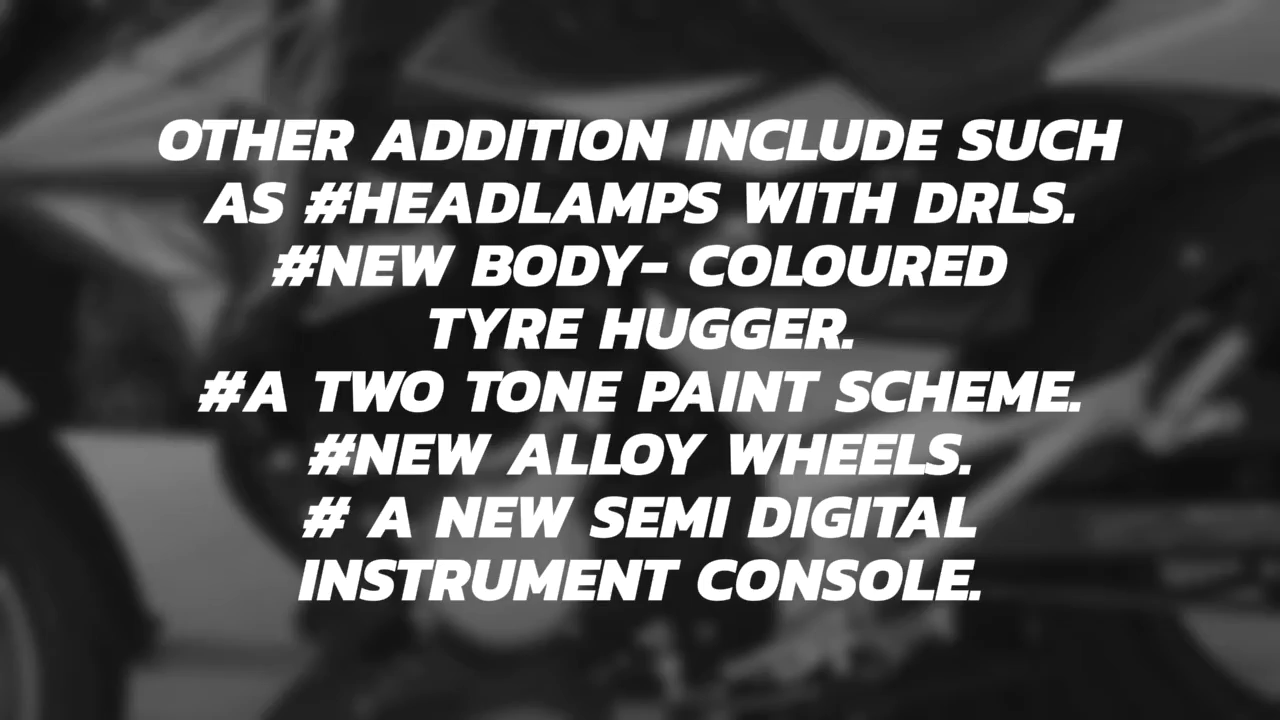 OTHER ADDITION INCLUDE SUCH
AS #HEADLAMPS WITH DRLS.
#NEW BODY- COLOURED
TYRE HUGGER.
#A TWO TONE PAINT SCHEME.
#NEW ALLOY WHEELS.
# A NEW SEMI DIGITAL
INSTRUMENT CONSOLE.